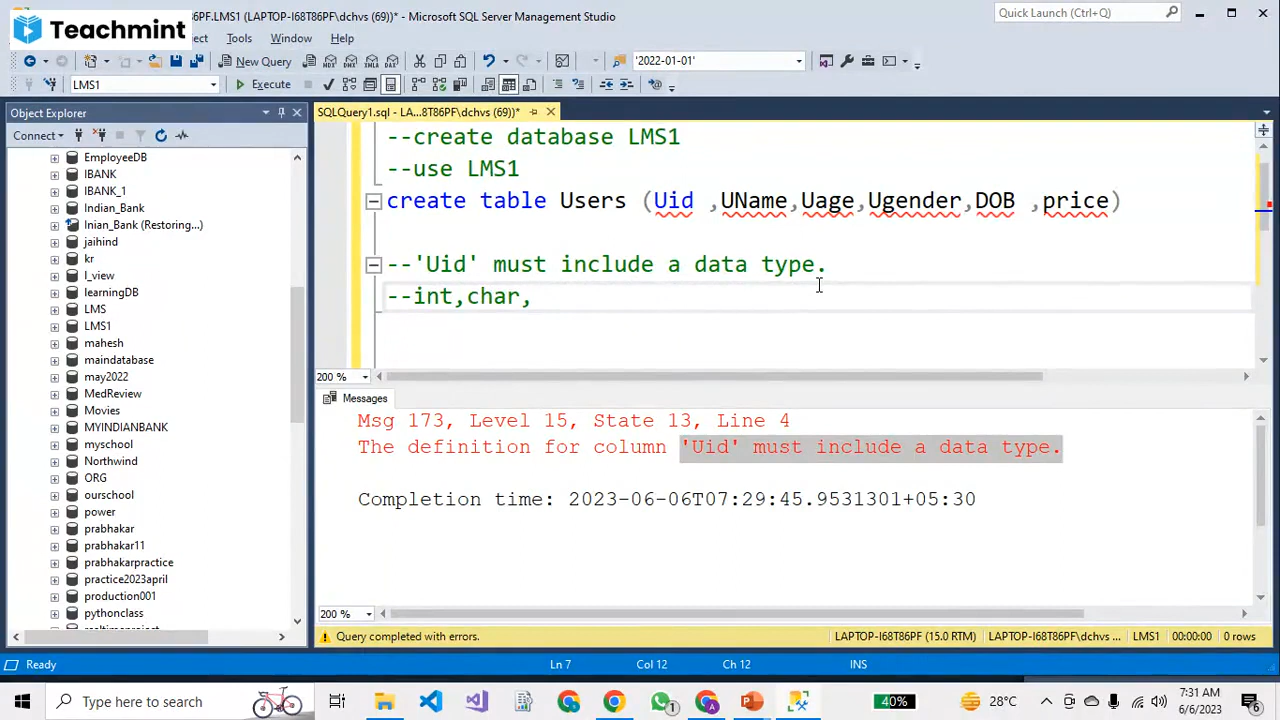 86PF.LMS1 (LAPTOP-I68T86PF\dchvs (69))* - Microsoft SQL Server Management Studio
Quick Launch (Ctrl+Q)
Teachmint
Tools Window Help
New Query
'2022-01-01'
LMS1
Execute
Object Explorer
SQLQuery1.sql - LA...8T86PF\dchvs (69))*
Connect
EmployeeDB
IBANK
IBANK_1
Indian_Bank
Inian_Bank (Restoring...)
jaihind
kr
l_view
learningDB
LMS
LMS1
mahesh
maindatabase
may2022
MedReview
Movies
MYINDIANBANK
myschool
Northwind
ORG
ourschool
power
prabhakar
prabhakar11
prabhakarpractice
practice2023april
production001
pythonclass
--create database LMS1
--use LMS1
create table Users (Uid ,UName,Uage,Ugender,DOB ,price)
--'Uid' must include a data type.
--int,char,
200 %
Messages
Msg 173, Level 15, State 13, Line 4
The definition for column 'Uid' must include a data type.
Completion time: 2023-06-06T07:29:45.9531301+05:30
200 %
Query completed with errors.
LAPTOP-I68T86PF (15.0 RTM)
LAPTOP-I68T86PF\dchvs ...
LMS1
00:00:00
0 rows
Ready
Ln 7
Col 12
Ch 12
INS
Type here to search
1
40%
28°C
7:31 AM
6/6/2023
6